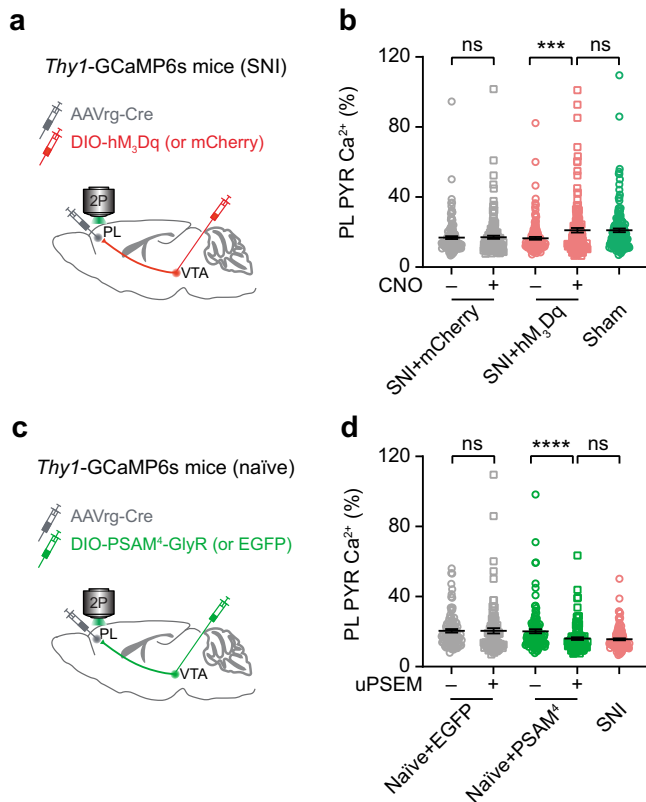 a
Thy1-GCaMP6s mice (SNI)
AAVrg-Cre
DIO-hM₃Dq (or mCherry)
2P
PL
VTA
b
ns
***
ns
PL PYR Ca²⁺ (%)
120
80
40
0
CNO
– + – +
SNI+mCherry
SNI+hM₃Dq
Sham
c
Thy1-GCaMP6s mice (naïve)
AAVrg-Cre
DIO-PSAM⁴-GlyR (or EGFP)
2P
PL
VTA
d
ns
****
ns
PL PYR Ca²⁺ (%)
120
80
40
0
uPSEM
– + – +
Naïve+EGFP
Naïve+PSAM⁴
SNI